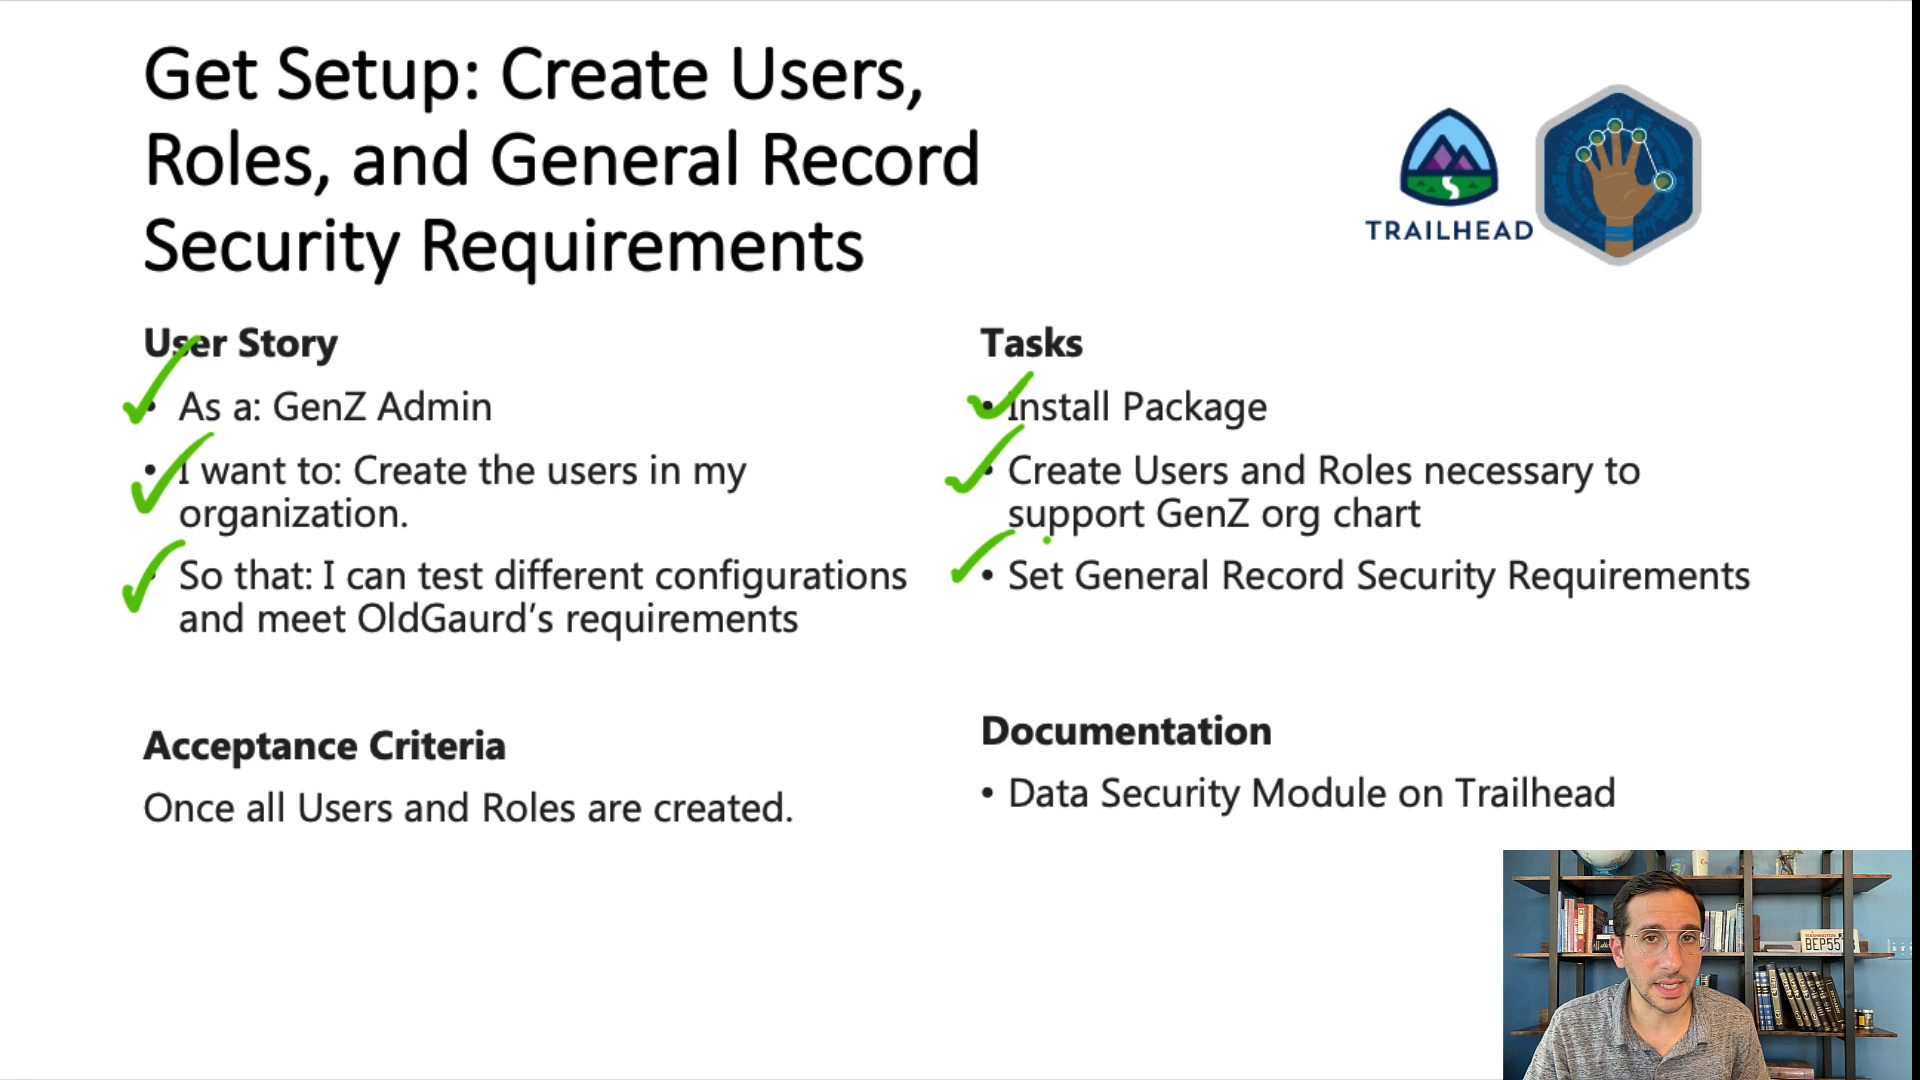 Get Setup: Create Users,
Roles, and General Record
Security Requirements
TRAILHEAD
User Story
• As a: GenZ Admin
• I want to: Create the users in my
organization.
• So that: I can test different configurations
and meet OldGaurd’s requirements
Acceptance Criteria
Once all Users and Roles are created.
Tasks
• Install Package
• Create Users and Roles necessary to
support GenZ org chart
• Set General Record Security Requirements
Documentation
• Data Security Module on Trailhead
BEP55